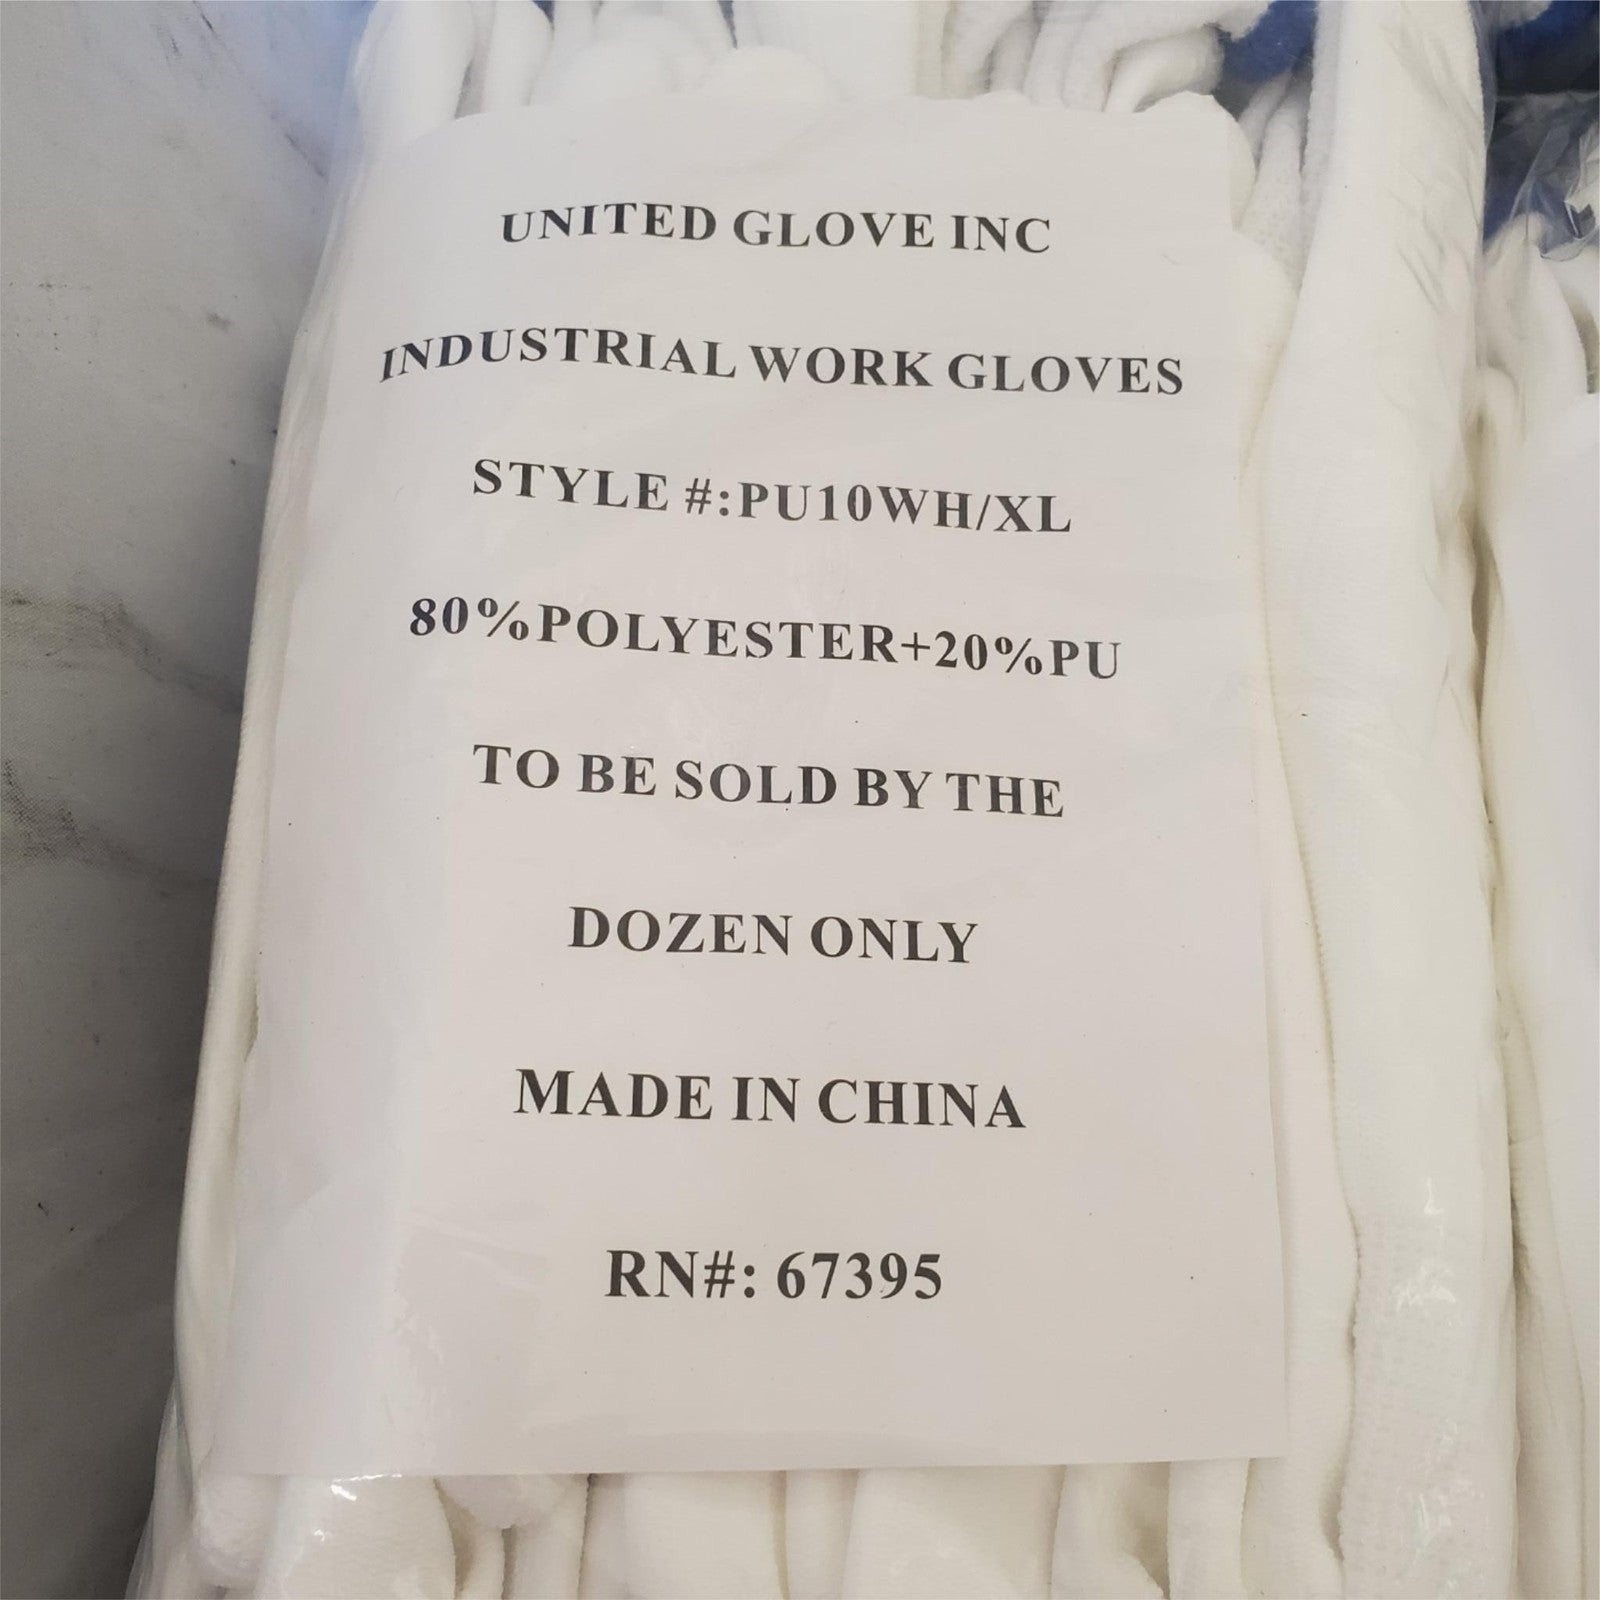 UNITED GLOVE INC
INDUSTRIAL WORK GLOVES
STYLE #:PU10WH/XL
80%POLYESTER+20%PU
TO BE SOLD BY THE
DOZEN ONLY
MADE IN CHINA
RN#: 67395